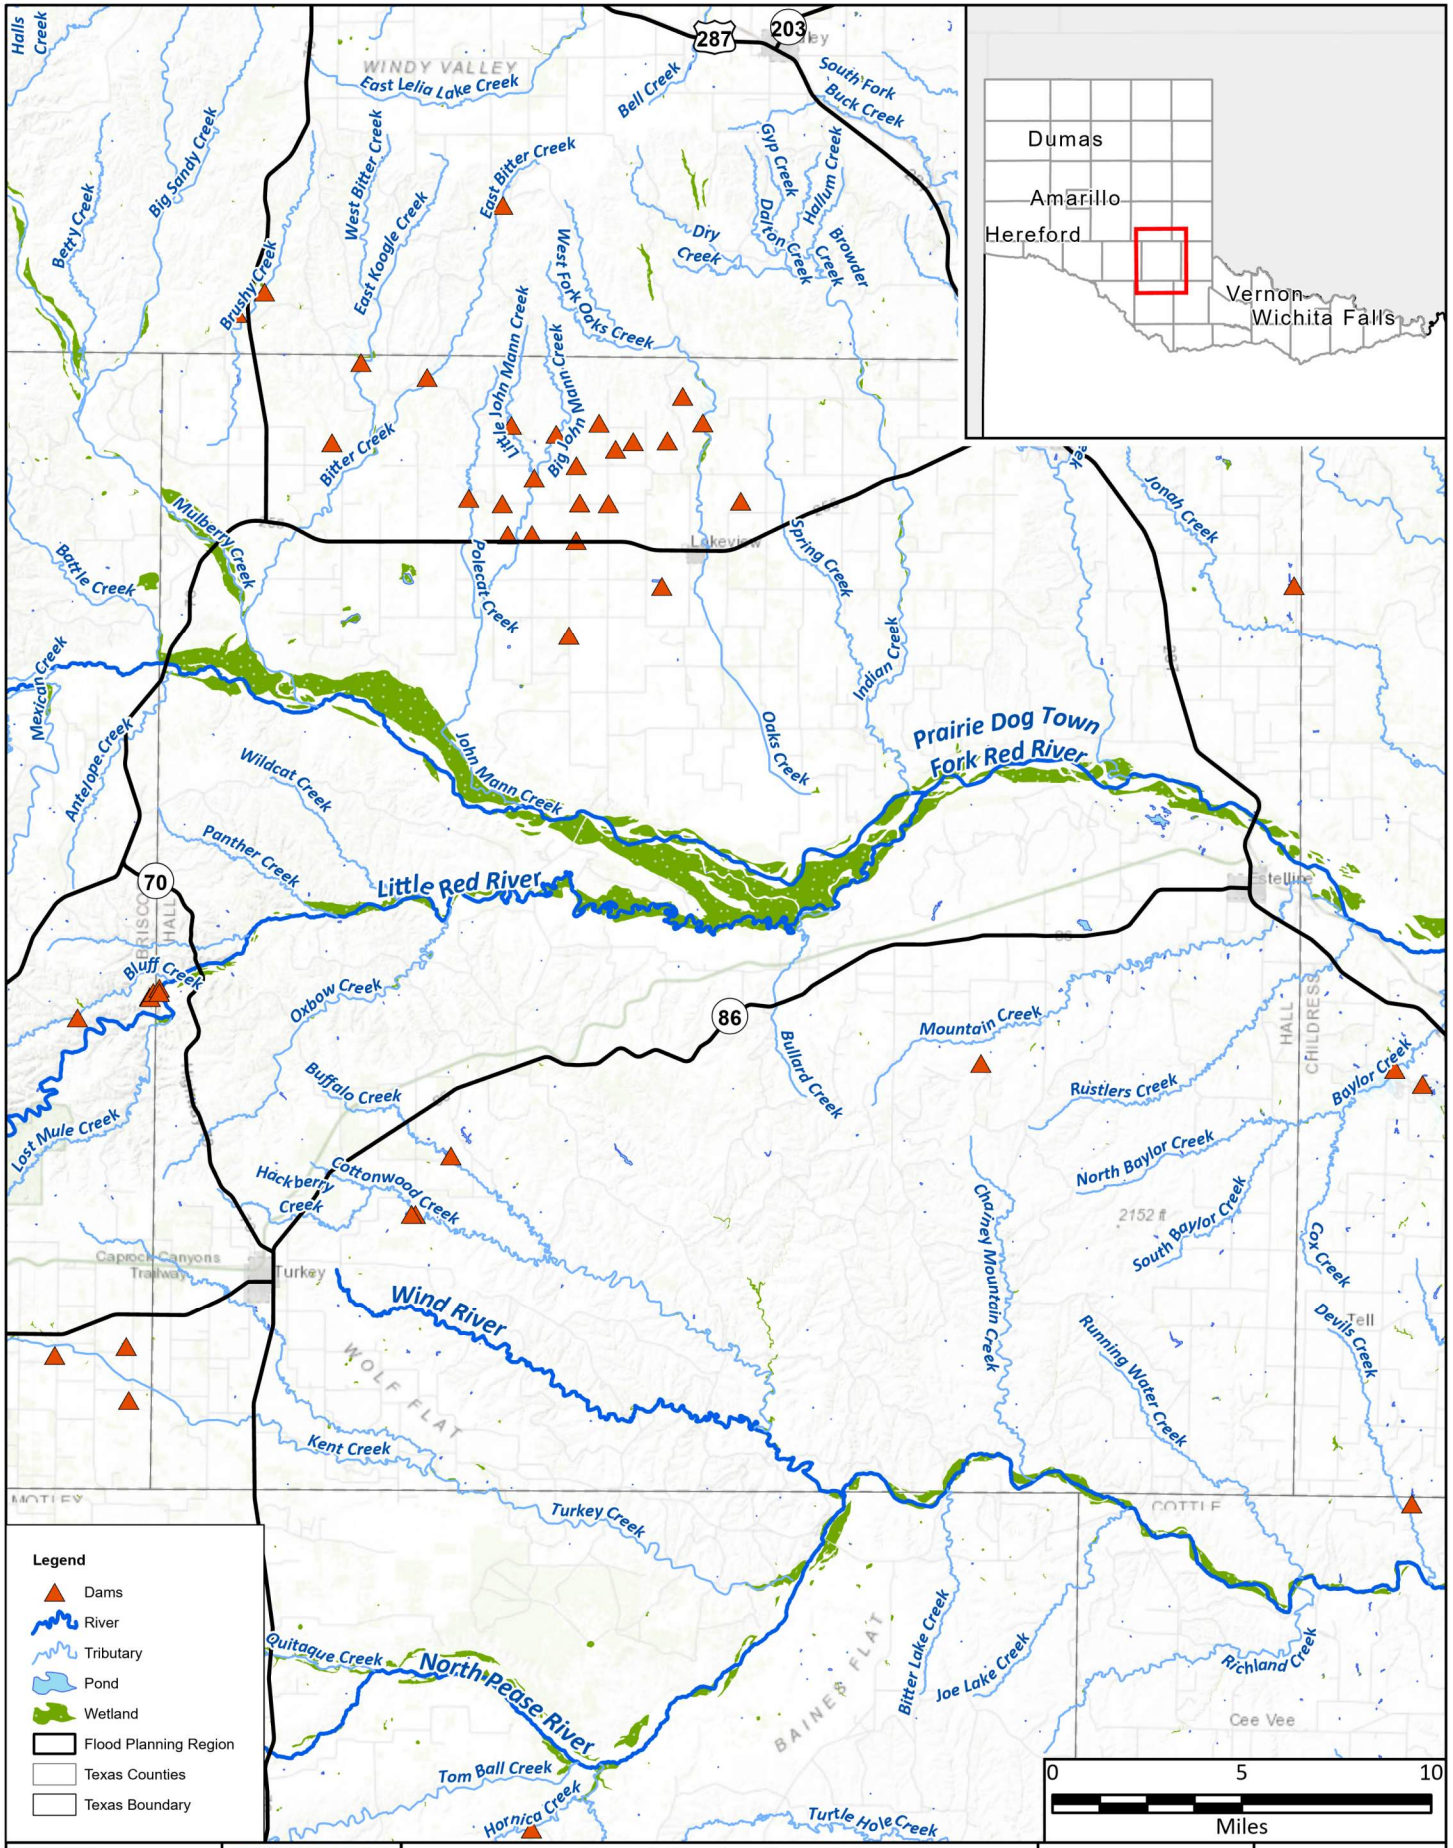 Halls
Creek
WINDY VALLEY
East Lelia Lake Creek
287
203
Bell Creek
South Fork
Buck Creek
Big Sandy Creek
Betty Creek
West Bitter Creek
East Koogle Creek
East Bitter Creek
Gyp Creek
Hallum Creek
Dalton Creek
Browder
Creek
Dry
Creek
Brushy Creek
West Fork Oaks Creek
Little John Mann Creek
Big John Mann Creek
Bitter Creek
Dumas
Amarillo
Hereford
Vernon
Wichita Falls
Mulberry Creek
Battle Creek
Lakeview
Polecat Creek
Spring Creek
Jonah Creek
Indian Creek
Mexican Creek
Antelope Creek
Wildcat Creek
John Mann Creek
Oaks Creek
Prairie Dog Town
Fork Red River
Panther Creek
Little Red River
70
BRISCO
HALL
Bluff Creek
Oxbow Creek
Estelline
86
Mountain Creek
HALL
CHILDRESS
Bullard Creek
Buffalo Creek
Rustlers Creek
Baylor Creek
Lost Mule Creek
Hackberry
Creek
Cottonwood Creek
North Baylor Creek
South Baylor Creek
2152 ft
Cox Creek
Chainey Mountain Creek
Caprock Canyons
Trailway
Turkey
Wind River
WOLF FLAT
Running Water Creek
Devils Creek
Tell
Kent Creek
MOTLEY
Turkey Creek
COTTLE
Quitaque Creek
North Pease River
BAINES FLAT
Bitter Lake Creek
Joe Lake Creek
Richland Creek
Cee Vee
Tom Ball Creek
Hornica Creek
Turtle Hole Creek
Legend
Dams
River
Tributary
Pond
Wetland
Flood Planning Region
Texas Counties
Texas Boundary
0 5 10
Miles